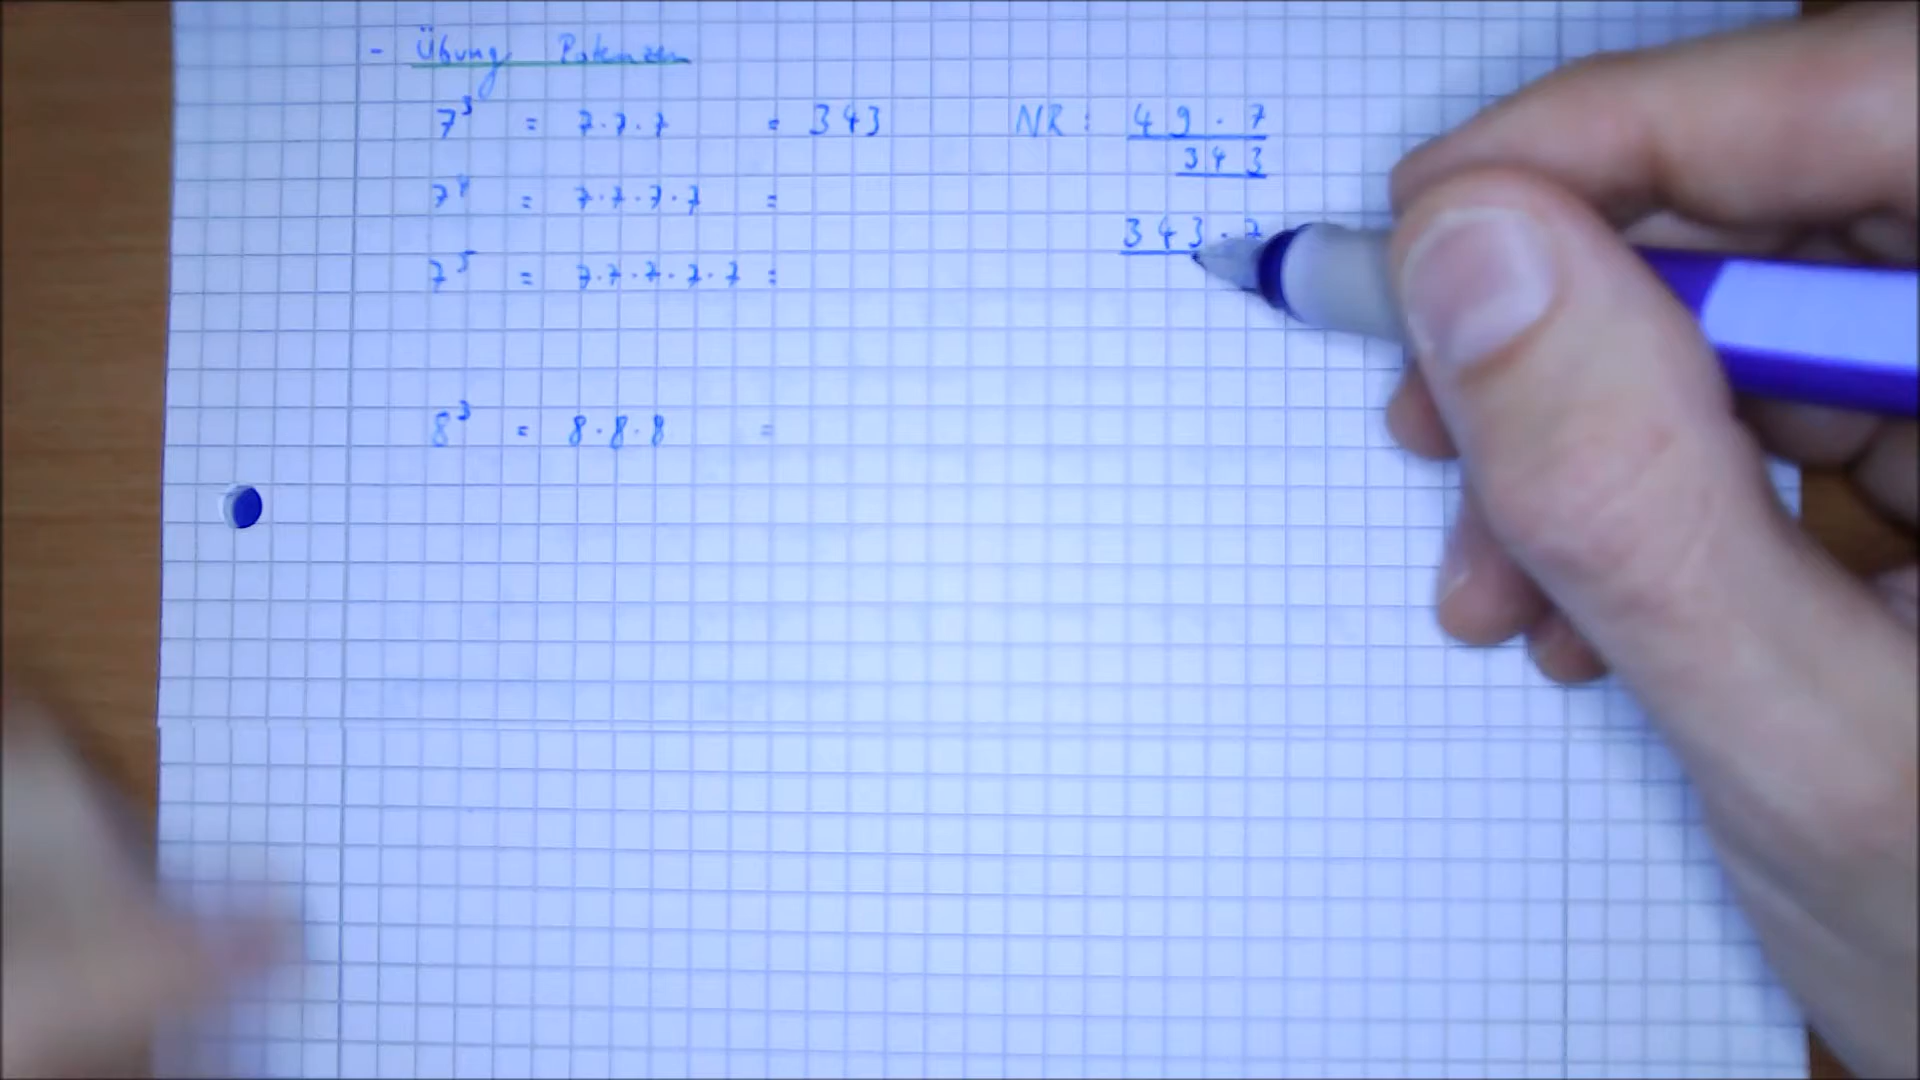 - Übung Potenzen
7³ = 7·7·7 = 343 NR: 49·7
343
7⁴ = 7·7·7·7 =
343·7
7⁵ = 7·7·7·7·7 =
8³ = 8·8·8 =